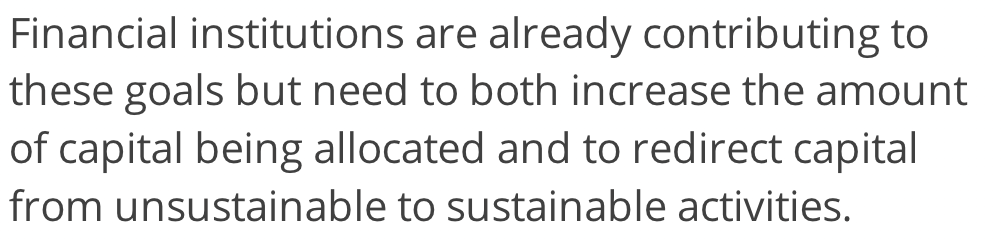 Financial institutions are already contributing to
these goals but need to both increase the amount
of capital being allocated and to redirect capital
from unsustainable to sustainable activities.